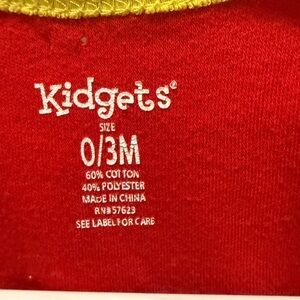 Kidgets®
SIZE
0/3M
60% COTTON
40% POLYESTER
MADE IN CHINA
RN#57623
SEE LABEL FOR CARE